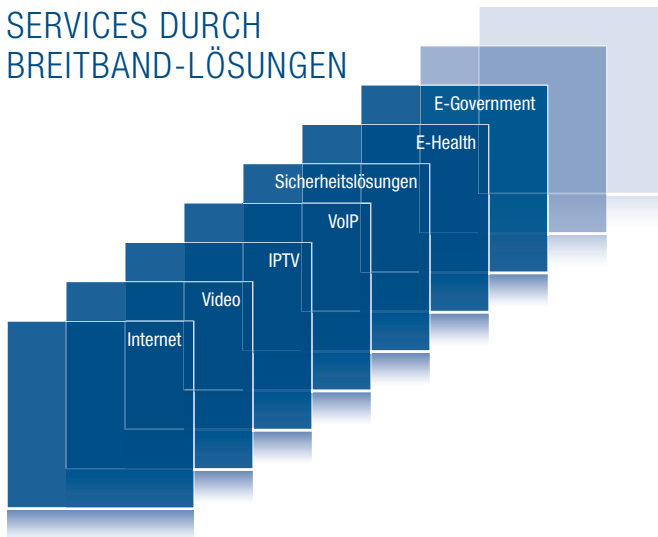 SERVICES DURCH
BREITBAND-LÖSUNGEN
E-Government
E-Health
Sicherheitslösungen
VoIP
IPTV
Video
Internet